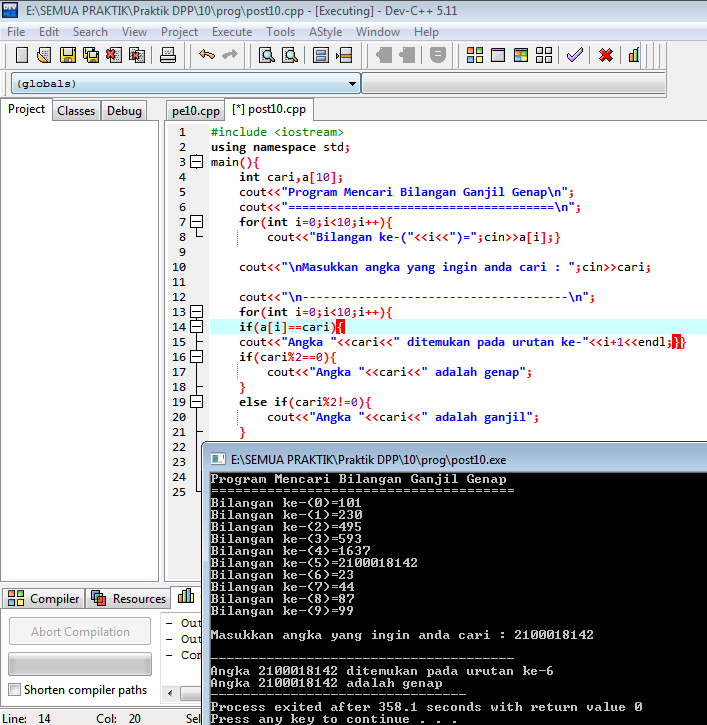 E:\SEMUA PRAKTIK\Praktik DPP\10\prog\post10.cpp - [Executing] - Dev-C++ 5.11
File Edit Search View Project Execute Tools AStyle Window Help
(globals)
Project Classes Debug
pe10.cpp [*] post10.cpp
1 #include <iostream>
2 using namespace std;
3 main(){
4 int cari,a[10];
5 cout<<"Program Mencari Bilangan Ganjil Genap\n";
6 cout<<"======================================\n";
7 for(int i=0;i<10;i++){
8 cout<<"Bilangan ke-("<<i<<")=";cin>>a[i];}
9
10 cout<<"\nMasukkan angka yang ingin anda cari : ";cin>>cari;
11
12 cout<<"\n--------------------------------------\n";
13 for(int i=0;i<10;i++){
14 if(a[i]==cari){
15 cout<<"Angka "<<cari<<" ditemukan pada urutan ke-"<<i+1<<endl;}}
16 if(cari%2==0){
17 cout<<"Angka "<<cari<<" adalah genap";
18 }
19 else if(cari%2!=0){
20 cout<<"Angka "<<cari<<" adalah ganjil";
21 }
22
23
24
25
E:\SEMUA PRAKTIK\Praktik DPP\10\prog\post10.exe
Program Mencari Bilangan Ganjil Genap
======================================
Bilangan ke-(0)=101
Bilangan ke-(1)=230
Bilangan ke-(2)=495
Bilangan ke-(3)=593
Bilangan ke-(4)=1637
Bilangan ke-(5)=2100018142
Bilangan ke-(6)=23
Bilangan ke-(7)=44
Bilangan ke-(8)=87
Bilangan ke-(9)=99
Masukkan angka yang ingin anda cari : 2100018142
--------------------------------------
Angka 2100018142 ditemukan pada urutan ke-6
Angka 2100018142 adalah genap
--------------------------------
Process exited after 358.1 seconds with return value 0
Press any key to continue . . .
Compiler Resources
Abort Compilation
Shorten compiler paths
- Out
- Out
- Com
Line: 14 Col: 20 Sel